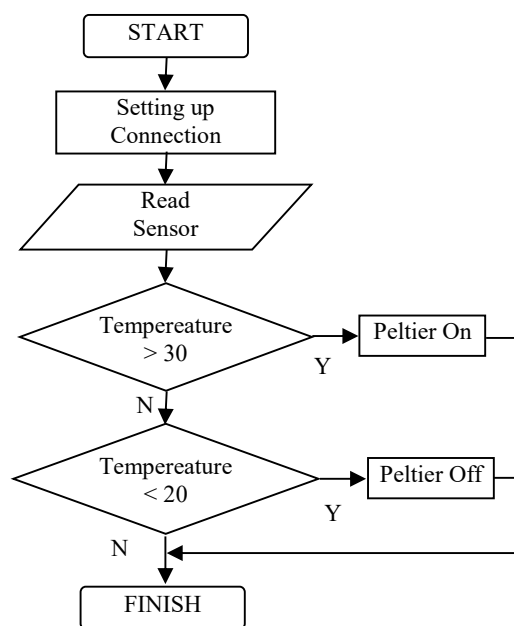 START
Setting up
Connection
Read
Sensor
Tempereature
> 30
Y
Peltier On
N
Tempereature
< 20
Y
Peltier Off
N
FINISH